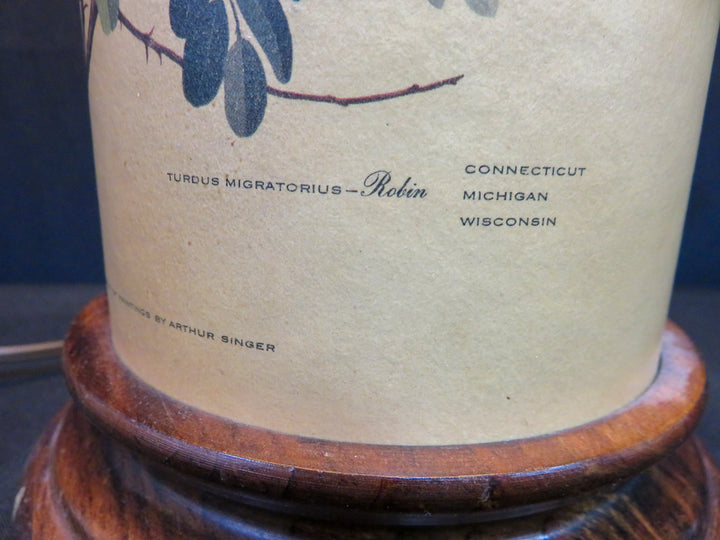 TURDUS MIGRATORIUS—Robin
CONNECTICUT
MICHIGAN
WISCONSIN
PAINTINGS BY ARTHUR SINGER